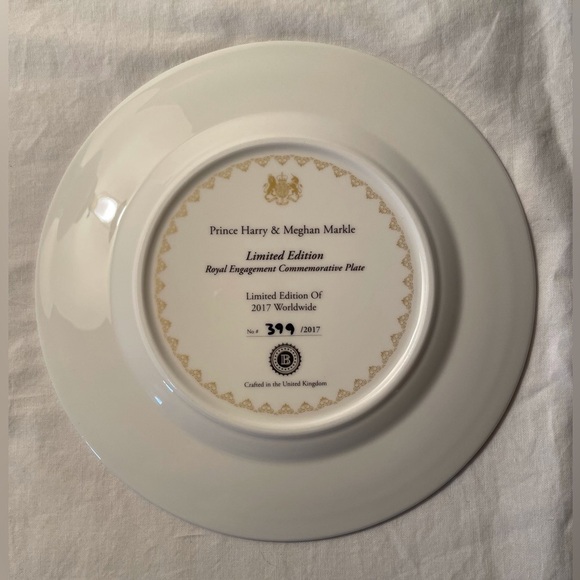 Prince Harry & Meghan Markle
Limited Edition
Royal Engagement Commemorative Plate
Limited Edition Of
2017 Worldwide
No.# 399 /2017
B
Crafted in the United Kingdom